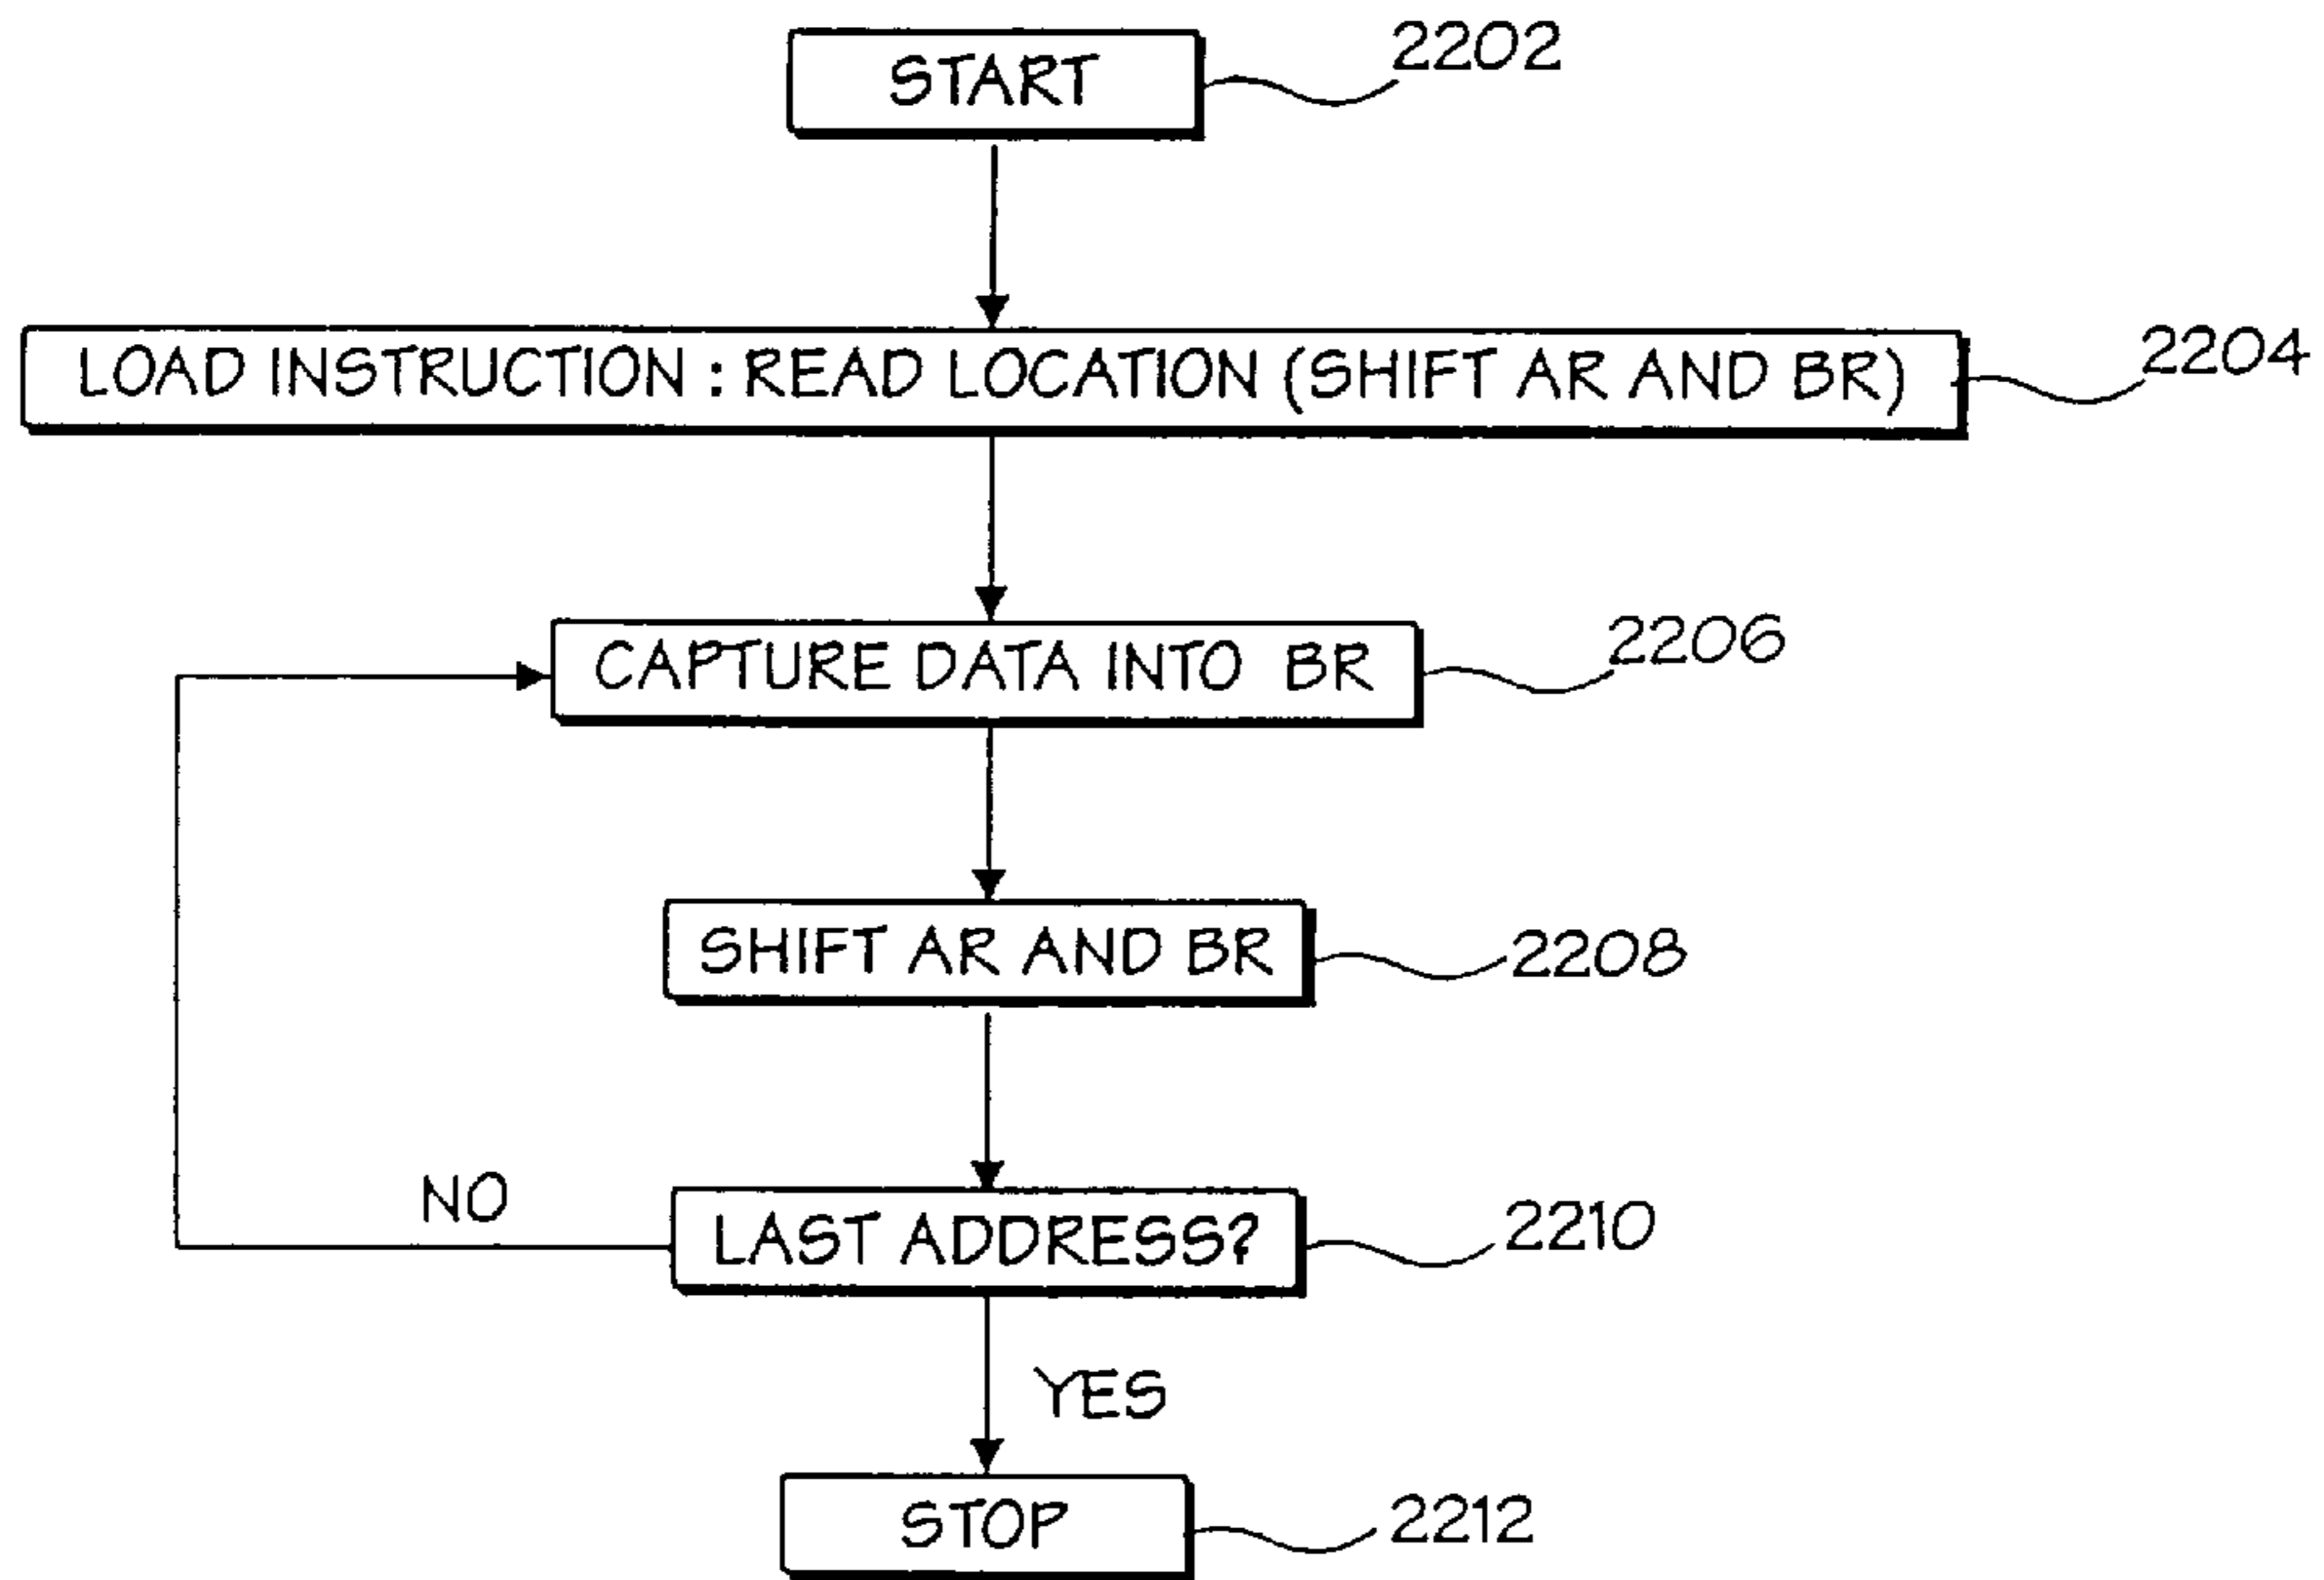 START
2202
LOAD INSTRUCTION : READ LOCATION (SHIFT AR AND BR)
2204
CAPTURE DATA INTO BR
2206
SHIFT AR AND BR
2208
NO
LAST ADDRESS?
2210
YES
STOP
2212